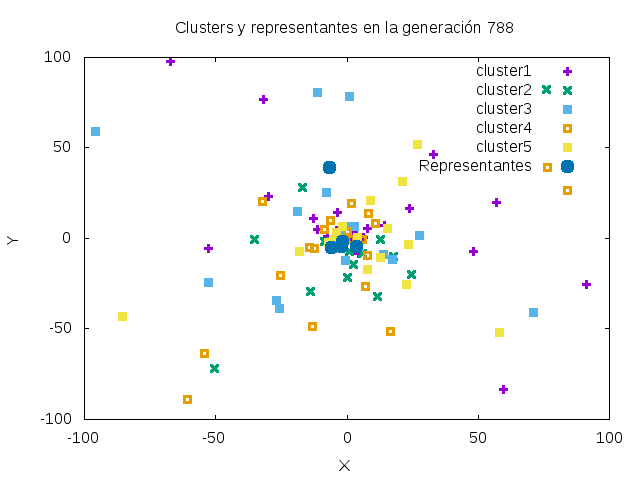 Clusters y representantes en la generación 788
100
50
0
-50
-100
-100
-50
0
50
100
Y
X
cluster1
cluster2
cluster3
cluster4
cluster5
Representantes